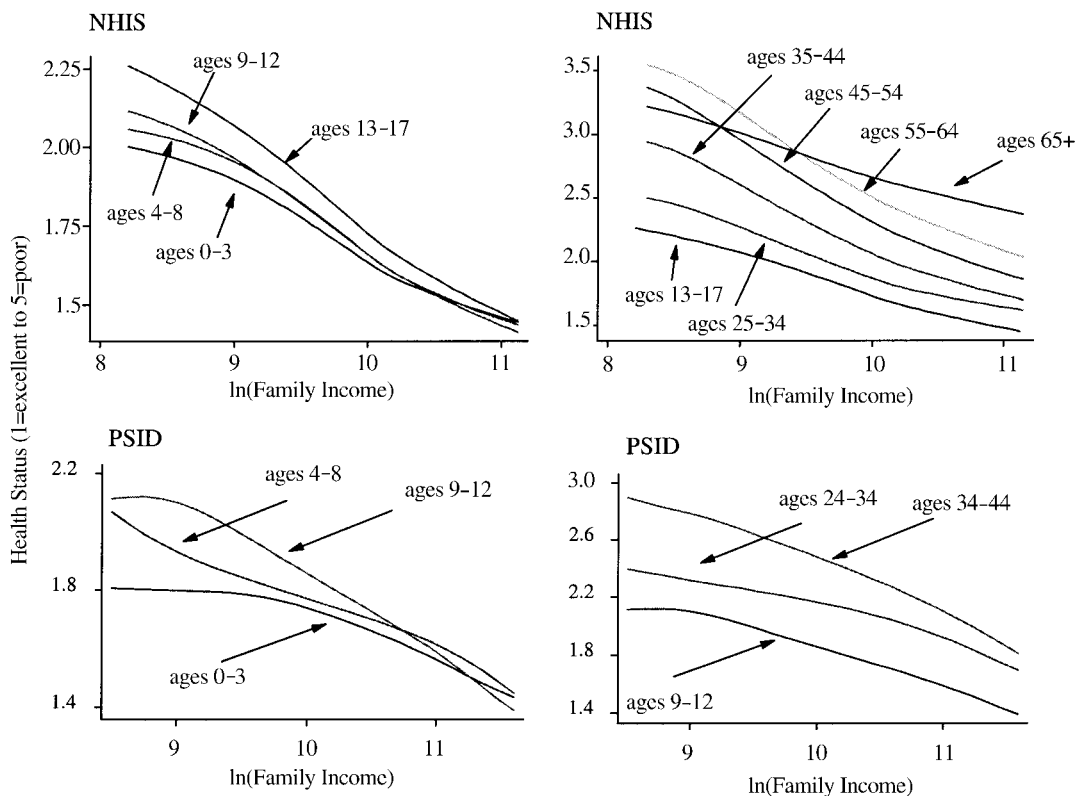 Health Status (1=excellent to 5=poor)
NHIS
2.25
2.00
1.75
1.5
ages 9-12
ages 13-17
ages 4-8
ages 0-3
8 9 10 11
ln(Family Income)
NHIS
3.5
3.0
2.5
2.0
1.5
ages 35-44
ages 45-54
ages 55-64
ages 65+
ages 13-17
ages 25-34
8 9 10 11
ln(Family Income)
PSID
2.2
1.8
1.4
ages 4-8
ages 9-12
ages 0-3
9 10 11
ln(Family Income)
PSID
3.0
2.6
2.2
1.8
1.4
ages 24-34
ages 34-44
ages 9-12
9 10 11
ln(Family Income)